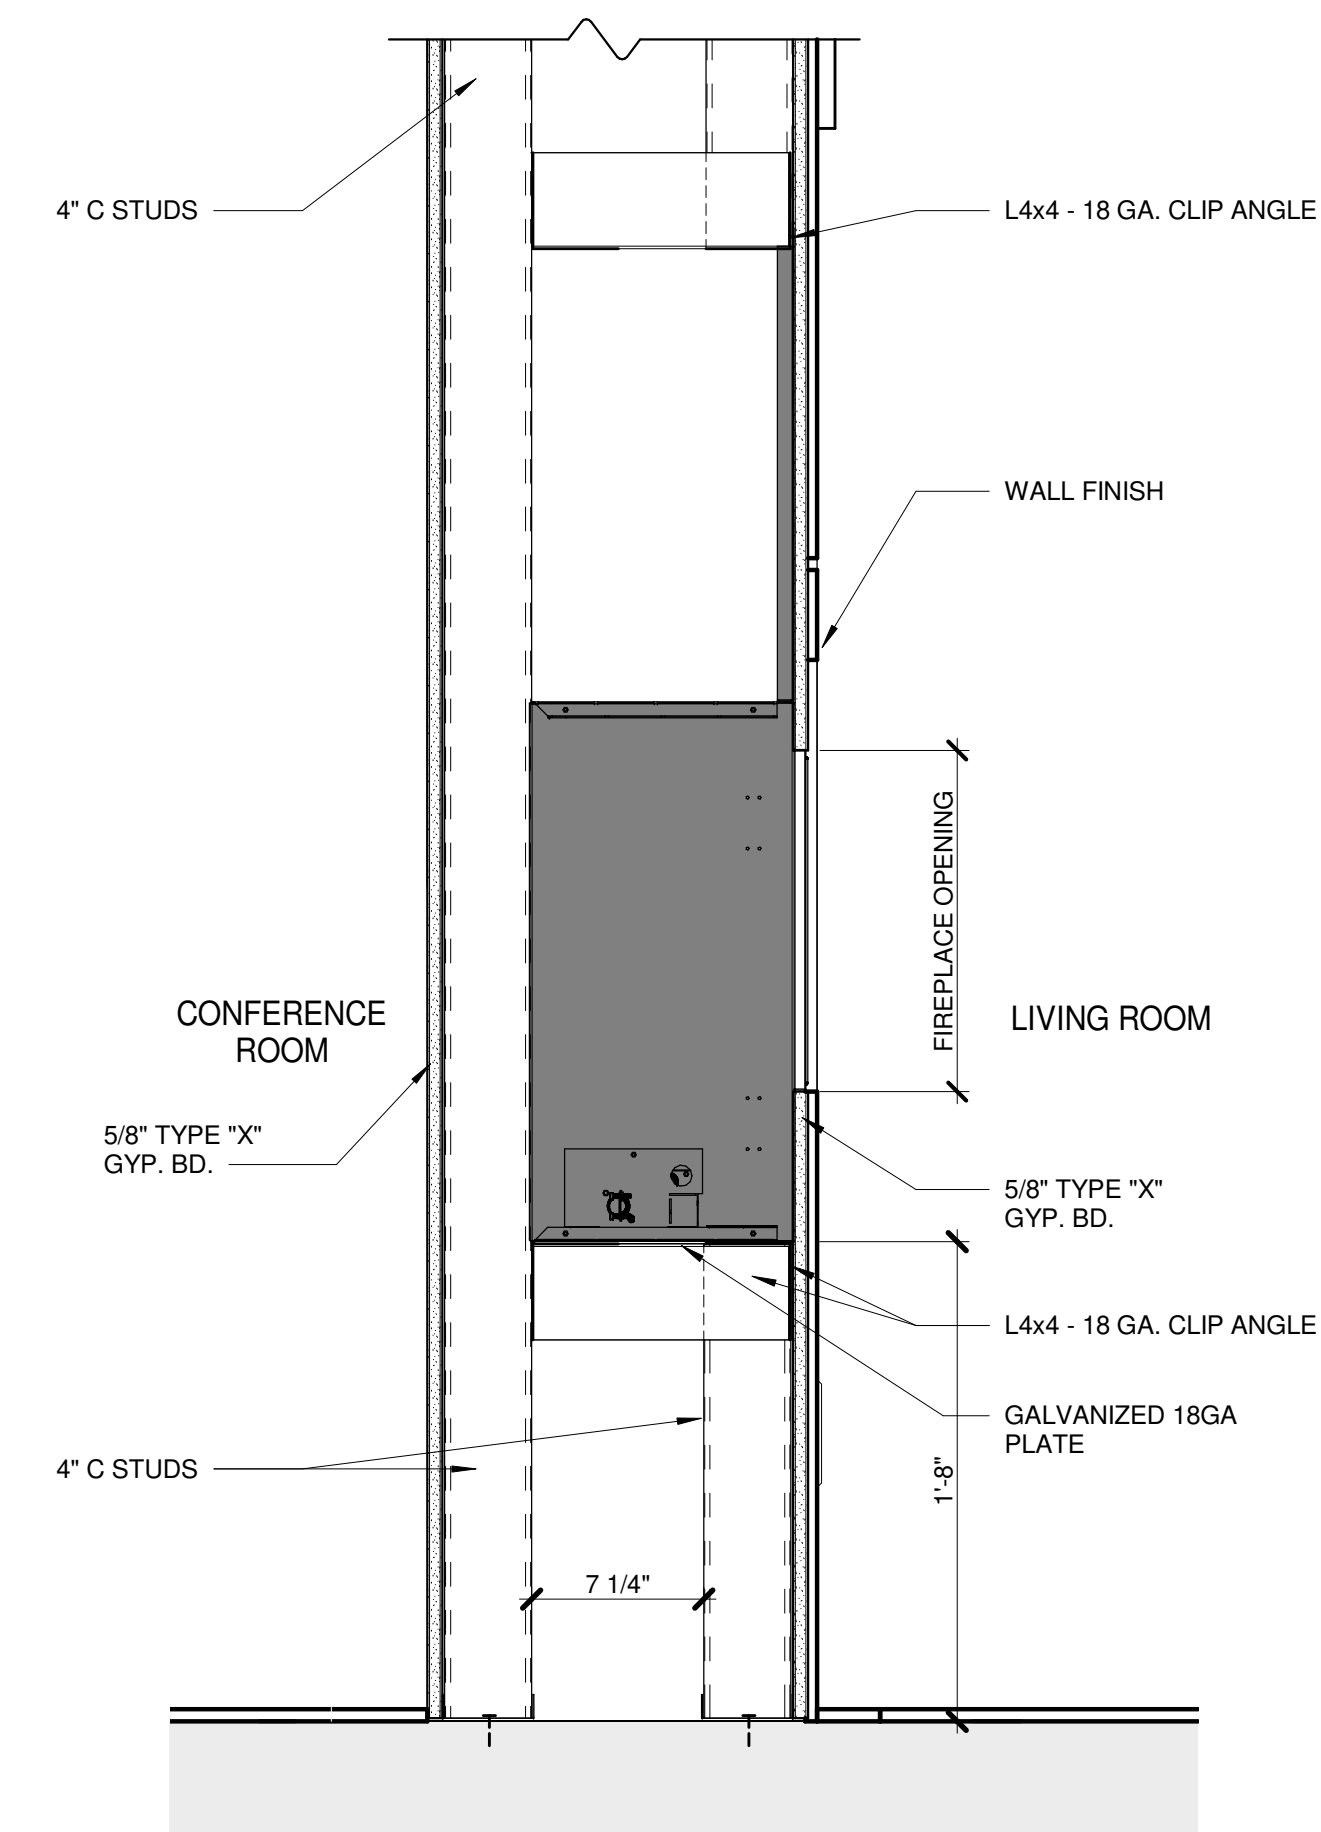 4" C STUDS
L4x4 - 18 GA. CLIP ANGLE
WALL FINISH
FIREPLACE OPENING
CONFERENCE
ROOM
LIVING ROOM
5/8" TYPE "X"
GYP. BD.
5/8" TYPE "X"
GYP. BD.
L4x4 - 18 GA. CLIP ANGLE
GALVANIZED 18GA
PLATE
4" C STUDS
1'-8"
7 1/4"